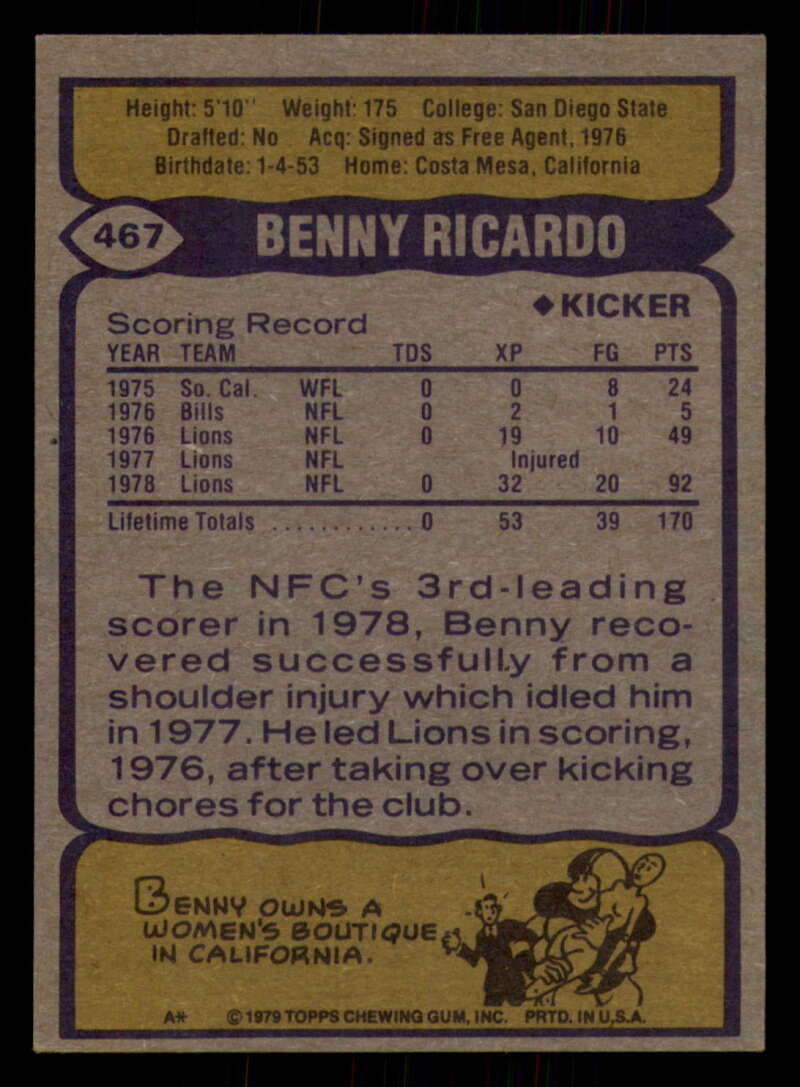 Height: 5'10" Weight: 175 College: San Diego State
Drafted: No Acq: Signed as Free Agent, 1976
Birthdate: 1-4-53 Home: Costa Mesa, California
467 BENNY RICARDO
◆KICKER
Scoring Record
YEAR TEAM TDS XP FG PTS
1975 So. Cal. WFL 0 0 8 24
1976 Bills NFL 0 2 1 5
1976 Lions NFL 0 19 10 49
1977 Lions NFL Injured
1978 Lions NFL 0 32 20 92
Lifetime Totals ............ 0 53 39 170
The NFC's 3rd-leading
scorer in 1978, Benny reco-
vered successfully from a
shoulder injury which idled him
in 1977. He led Lions in scoring,
1976, after taking over kicking
chores for the club.
BENNY OWNS A
WOMEN'S BOUTIQUE
IN CALIFORNIA.
A* ©1979 TOPPS CHEWING GUM, INC. PRTD. IN U.S.A.